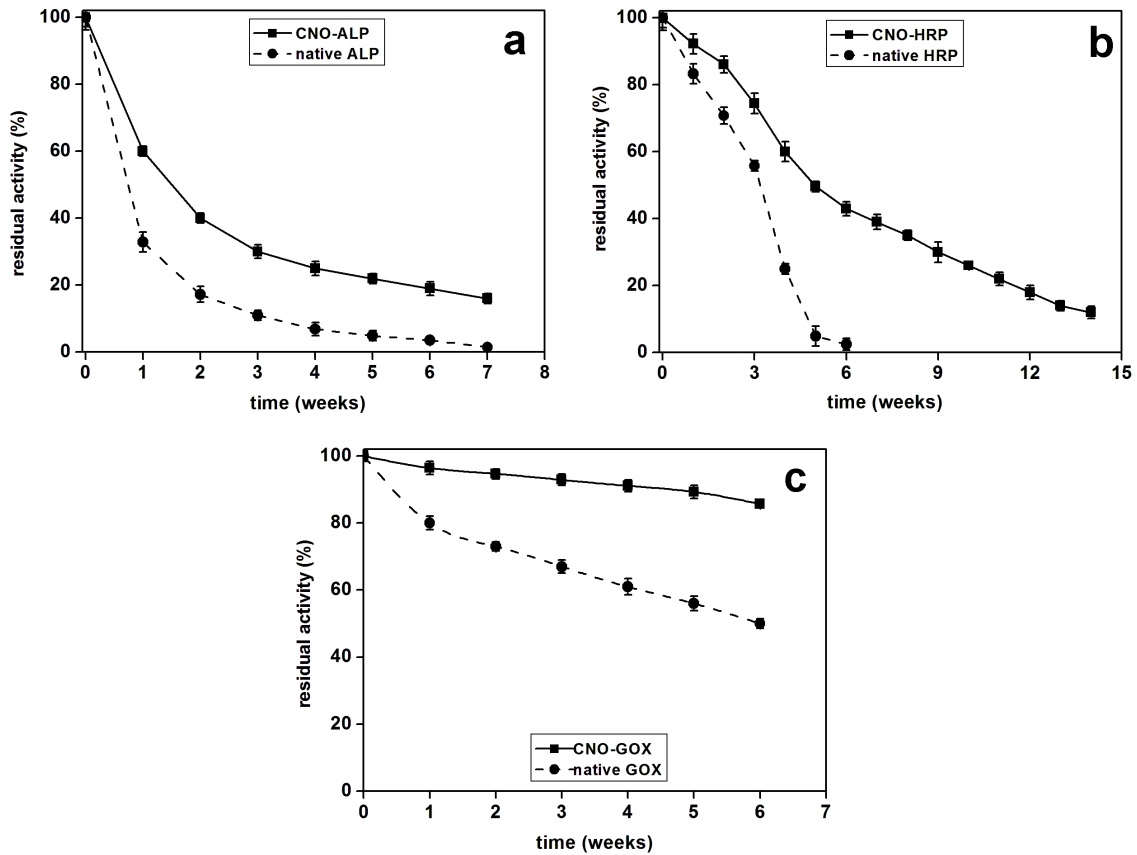 a
CNO-ALP
native ALP
residual activity (%)
100
80
60
40
20
0
0 1 2 3 4 5 6 7 8
time (weeks)
b
CNO-HRP
native HRP
residual activity (%)
100
80
60
40
20
0
0 3 6 9 12 15
time (weeks)
c
residual activity (%)
100
80
60
40
20
0
CNO-GOX
native GOX
0 1 2 3 4 5 6 7
time (weeks)